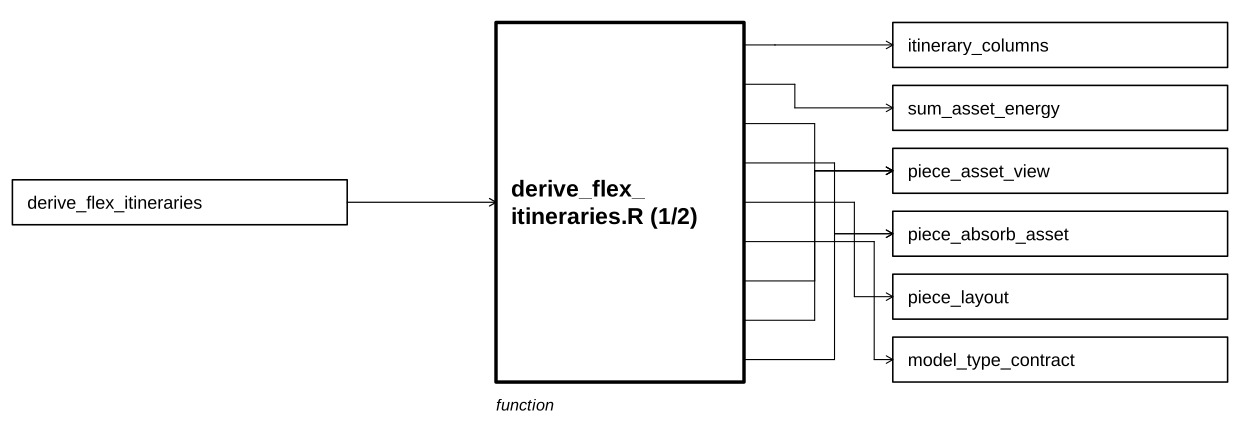 derive_flex_itineraries
derive_flex_
itineraries.R (1/2)
function
itinerary_columns
sum_asset_energy
piece_asset_view
piece_absorb_asset
piece_layout
model_type_contract